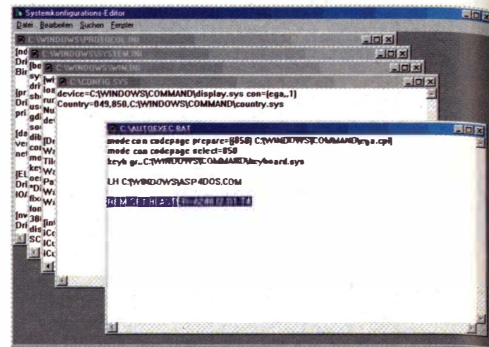 Systemkonfigurations-Editor
Datei Bearbeiten Suchen Fenster
C:\WINDOWS\PROTOCOL.INI
C:\WINDOWS\SYSTEM.INI
C:\WINDOWS\WIN.INI
C:\CONFIG.SYS
device=C:\WINDOWS\COMMAND\display.sys con=(ega,,1)
Country=049,850,C:\WINDOWS\COMMAND\country.sys
C:\AUTOEXEC.BAT
mode con codepage prepare=((850) C:\WINDOWS\COMMAND\ega.cpi)
mode con codepage select=850
keyb gr,,C:\WINDOWS\COMMAND\keyboard.sys
LH C:\WINDOWS\ASP4DOS.COM
REM SET